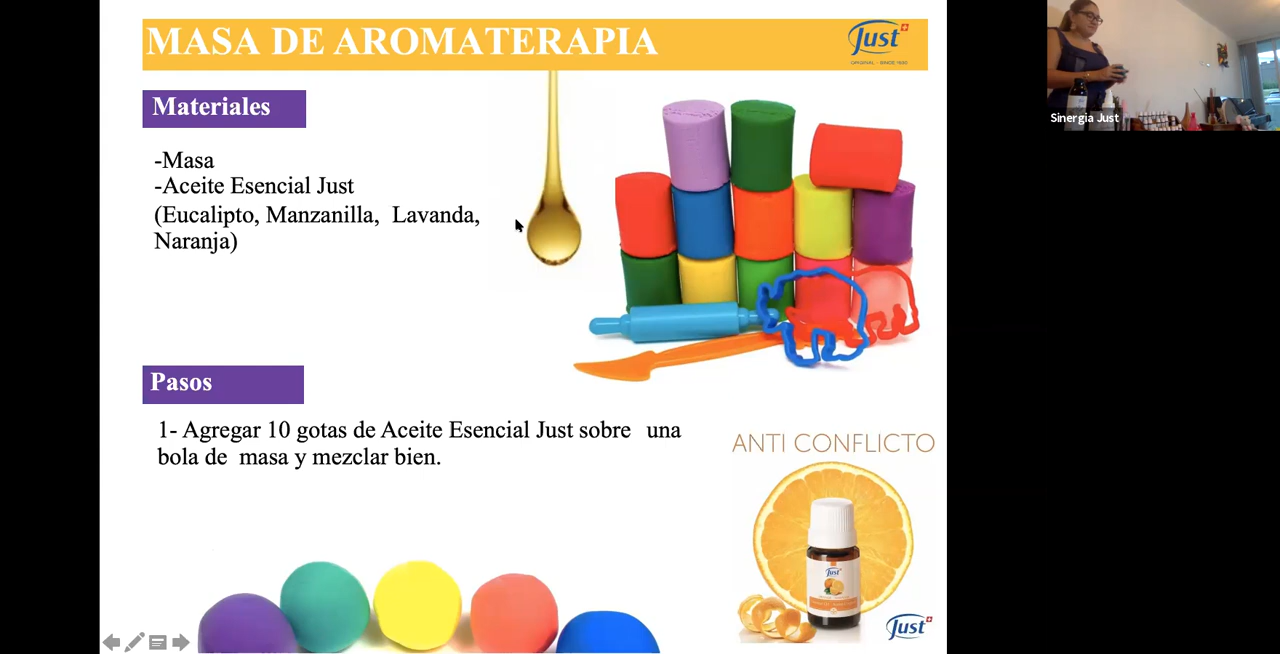 MASA DE AROMATERAPIA
Just
ORIGINAL - SINCE 1930
Materiales
-Masa
-Aceite Esencial Just
(Eucalipto, Manzanilla, Lavanda,
Naranja)
Pasos
1- Agregar 10 gotas de Aceite Esencial Just sobre una
bola de masa y mezclar bien.
ANTI CONFLICTO
Just
Just
Sinergia Just